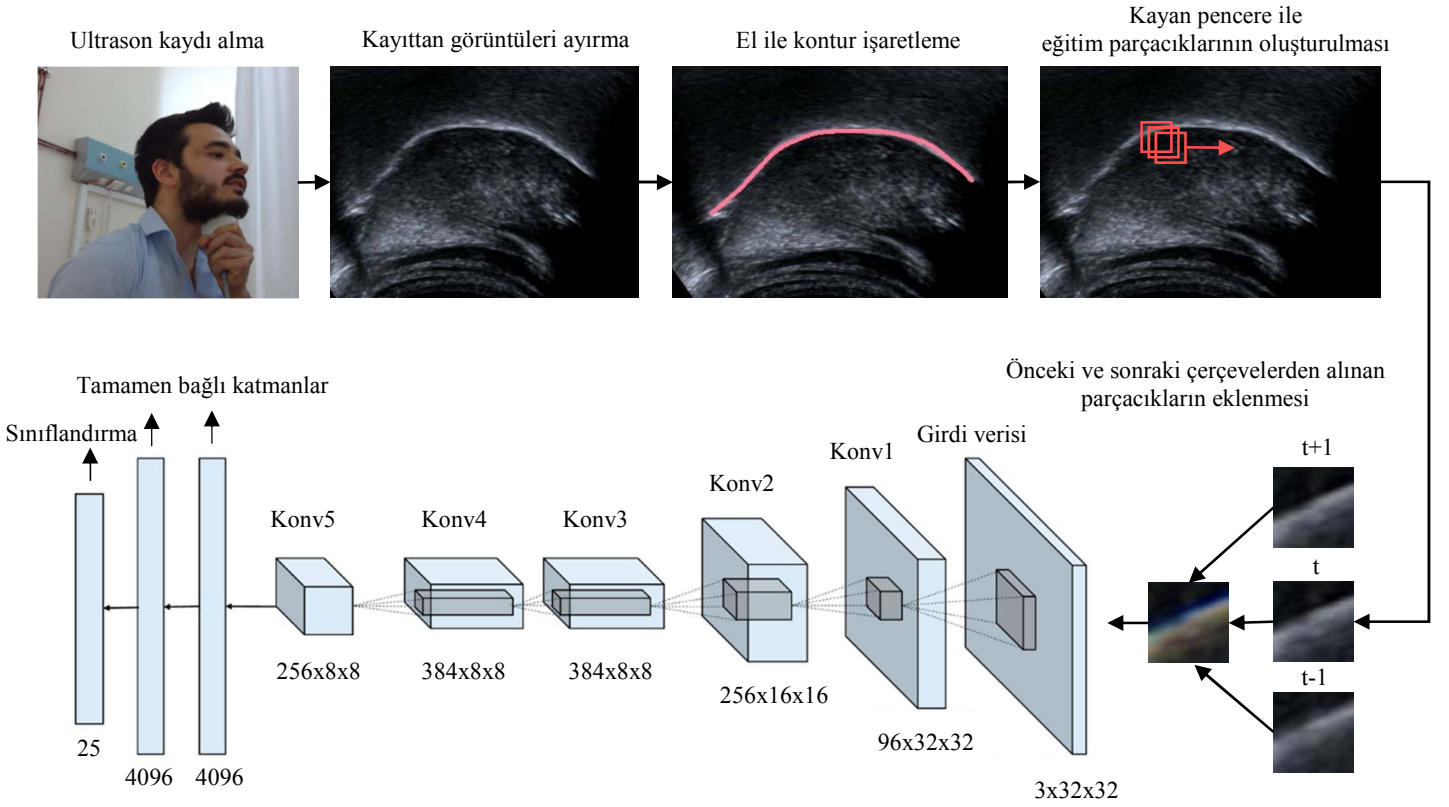 Ultrason kaydı alma
Kayıttan görüntüleri ayırma
El ile kontur işaretleme
Kayan pencere ile
eğitim parçacıklarının oluşturulması
Önceki ve sonraki çerçevelerden alınan
parçacıkların eklenmesi
t+1
t
t-1
Girdi verisi
3x32x32
Konv1
96x32x32
Konv2
256x16x16
Konv3
384x8x8
Konv4
384x8x8
Konv5
256x8x8
Tamamen bağlı katmanlar
4096
4096
Sınıflandırma
25